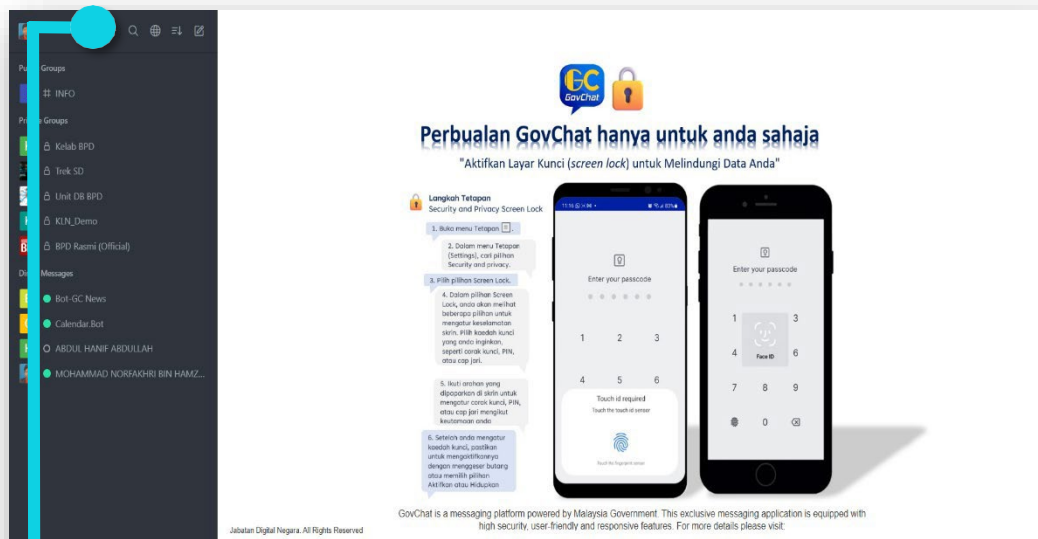 Groups
# INFO
Groups
Kelab BPD
Trek SD
Unit DB BPD
KLN_Demo
BPD Rasmi (Official)
Messages
Bot-GC News
Calendar.Bot
ABDUL HANIF ABDULLAH
MOHAMMAD NORFAKHRI BIN HAMZ...
GC
GovChat
Perbualan GovChat hanya untuk anda sahaja
"Aktifkan Layar Kunci (screen lock) untuk Melindungi Data Anda"
Langkah Tetapan
Security and Privacy Screen Lock
1. Buka menu Tetapan .
2. Dalam menu Tetapan
(Settings), cari pilihan
Security and privacy.
3. Pilih pilihan Screen Lock.
4. Dalam pilihan Screen
Lock, anda akan melihat
beberapa pilihan untuk
mengatur keselamatan
skrin. Pilih kaedah kunci
yang anda inginkan,
seperti corak kunci, PIN,
atau cap jari.
5. Ikuti arahan yang
dipaparkan di skrin untuk
mengatur corak kunci, PIN,
atau cap jari mengikut
keutamaan anda
6. Setelah anda mengatur
kaedah kunci, pastikan
untuk mengaktifkannya
dengan menggeser butang
atau memilih pilihan
Aktifkan atau Hidupkan
11:16
Enter your passcode
1 2 3
4 5 6
Touch id required
Touch the touch id sensor
Touch the fingerprint sensor
Enter your passcode
1 3
4 Face ID 6
7 8 9
0
GovChat is a messaging platform powered by Malaysia Government. This exclusive messaging application is equipped with
high security, user-friendly and responsive features. For more details please visit:
Jabatan Digital Negara. All Rights Reserved